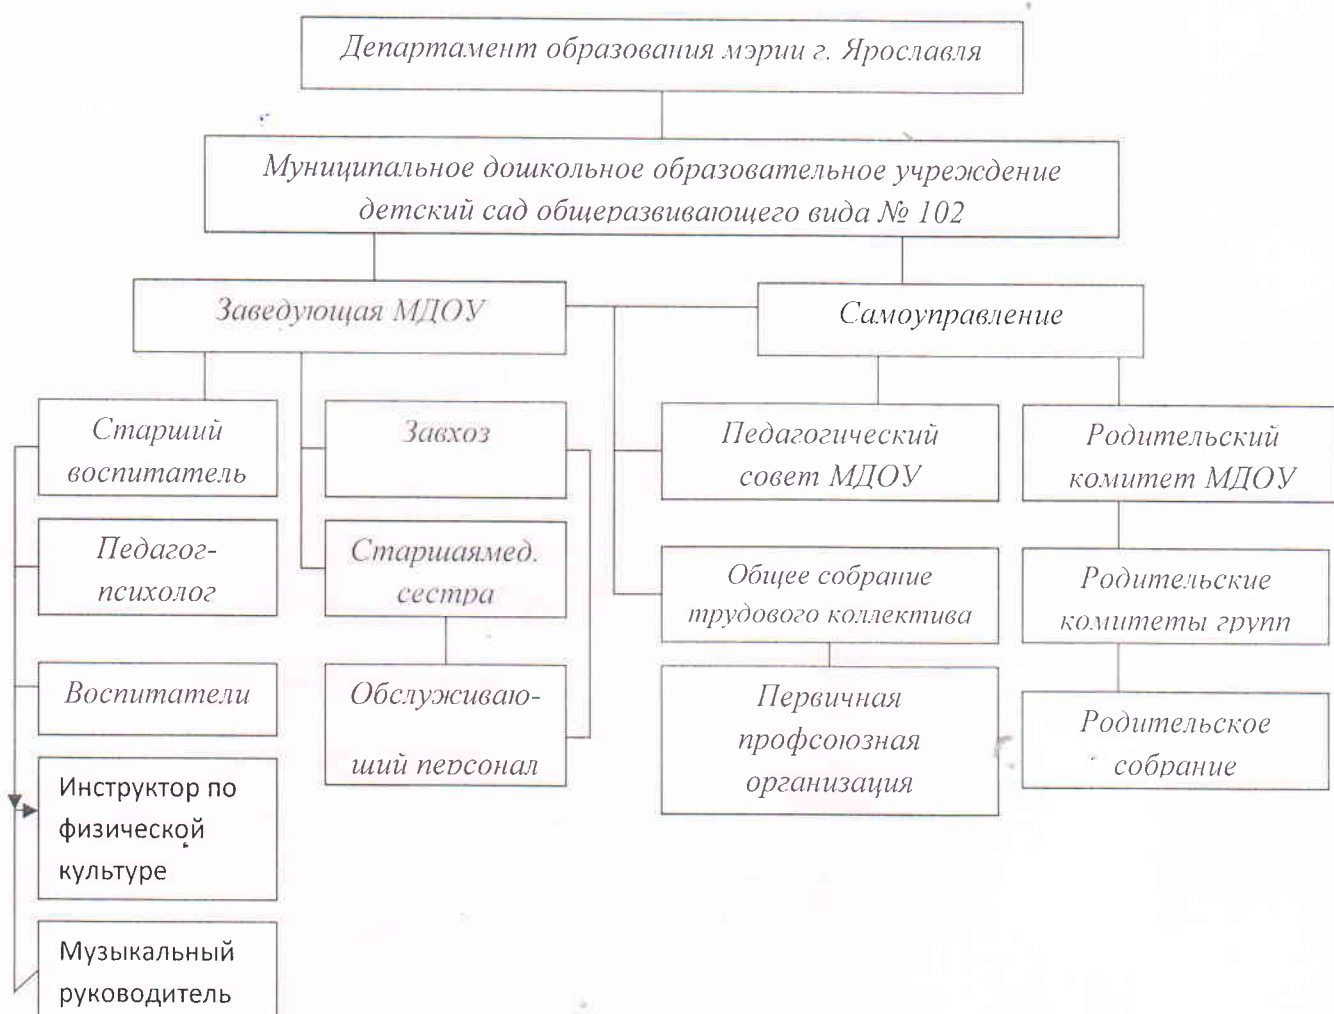 Департамент образования мэрии г. Ярославля
Муниципальное дошкольное образовательное учреждение
детский сад общеразвивающего вида № 102
Заведующая МДОУ
Самоуправление
Старший
воспитатель
Завхоз
Педагогический
совет МДОУ
Родительский
комитет МДОУ
Педагог-
психолог
Старшаямед.
сестра
Общее собрание
трудового коллектива
Родительские
комитеты групп
Воспитатели
Обслуживаю-
щий персонал
Первичная
профсоюзная
организация
Родительское
собрание
Инструктор по
физической
культуре
Музыкальный
руководитель